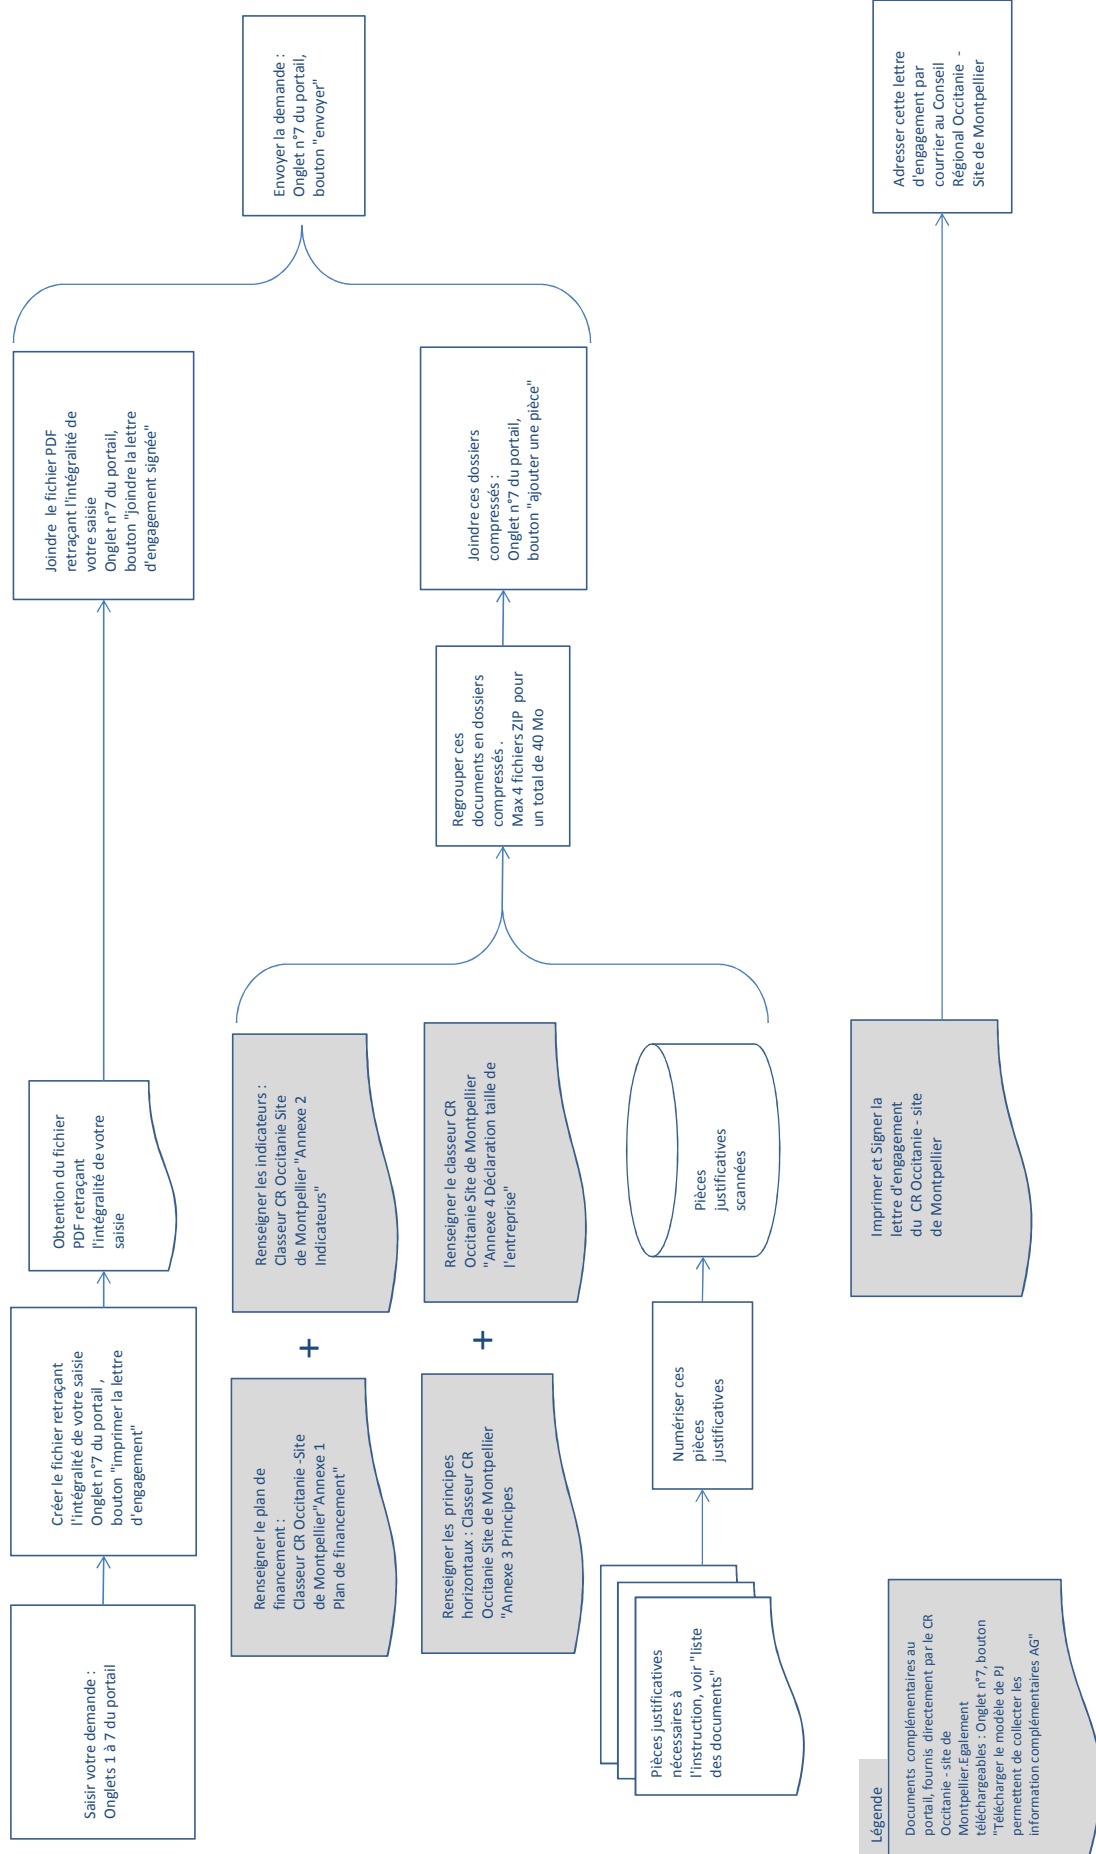 Saisir votre demande :
Onglets 1 à 7 du portail
Créer le fichier retraçant
l'intégralité de votre saisie
Onglet n°7 du portail ,
bouton "imprimer la lettre
d'engagement"
Obtention du fichier
PDF retraçant
l'intégralité de votre
saisie
Joindre le fichier PDF
retraçant l'intégralité de
votre saisie
Onglet n°7 du portail,
bouton "joindre la lettre
d'engagement signée"
Envoyer la demande :
Onglet n°7 du portail,
bouton "envoyer"
Renseigner le plan de
financement :
Classeur CR Occitanie -Site
de Montpellier"Annexe 1
Plan de financement"
+
Renseigner les indicateurs :
Classeur CR Occitanie Site
de Montpellier "Annexe 2
Indicateurs"
Renseigner les principes
horizontaux : Classeur CR
Occitanie Site de Montpellier
"Annexe 3 Principes
+
Renseigner le classeur CR
Occitanie Site de Montpellier
"Annexe 4 Déclaration taille de
l'entreprise"
Regrouper ces
documents en dossiers
compressés .
Max 4 fichiers ZIP pour
un total de 40 Mo
Joindre ces dossiers
compressés :
Onglet n°7 du portail,
bouton "ajouter une pièce"
Pièces justificatives
nécessaires à
l'instruction, voir "liste
des documents"
Numériser ces
pièces
justificatives
Pièces
justificatives
scannées
Imprimer et Signer la
lettre d'engagement
du CR Occitanie - site
de Montpellier
Adresser cette lettre
d'engagement par
courrier au Conseil
Régional Occitanie -
Site de Montpellier
Légende
Documents complémentaires au
portail, fournis directement par le CR
Occitanie - site de
Montpellier.Egalement
téléchargeables : Onglet n°7, bouton
"Télécharger le modèle de PJ
permettent de collecter les
information complémentaires AG"